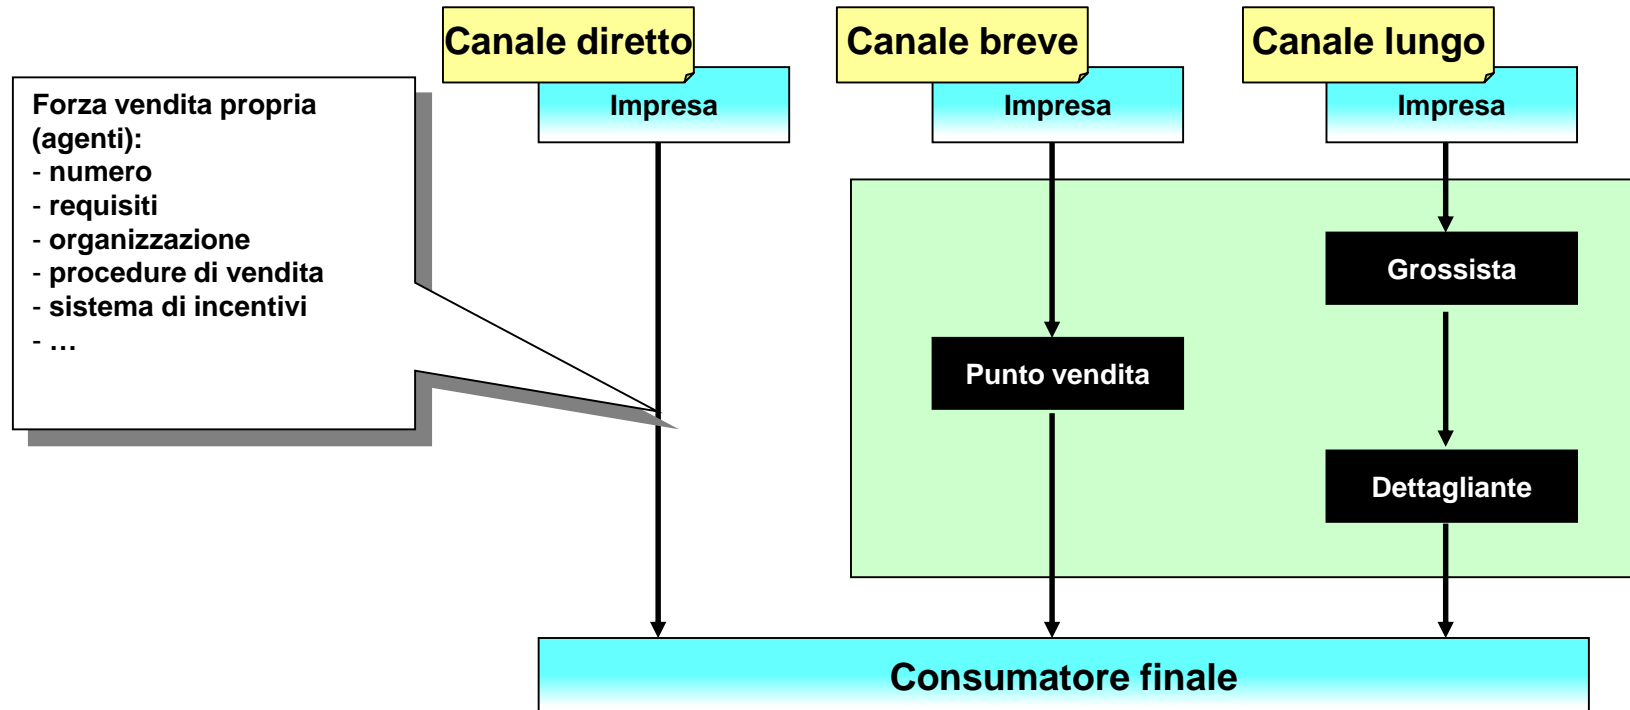 Canale diretto
Canale breve
Canale lungo
Impresa
Impresa
Impresa
Forza vendita propria
(agenti):
- numero
- requisiti
- organizzazione
- procedure di vendita
- sistema di incentivi
- …
Grossista
Punto vendita
Dettagliante
Consumatore finale